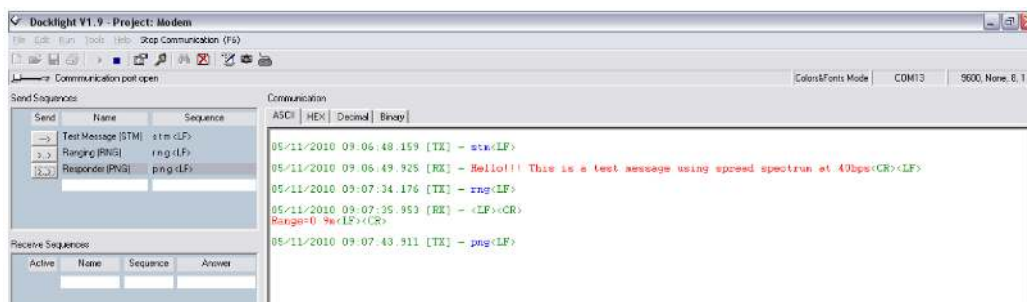 Docklight V1.9 - Project: Modem
File Edit Run Tools Help Stop Communication (F6)
Communication port open
Colors&Fonts Mode COM13 9600, None, 8, 1
Send Sequences
Send Name Sequence
---> Test Message (STM) s t m <LF>
Ranging (RNG) r n g <LF>
Responder (PNG) p n g <LF>
Receive Sequences
Active Name Sequence Answer
Communication
ASCII HEX Decimal Binary
05/11/2010 09:06:48.159 [TX] - stm<LF>
05/11/2010 09:06:49.925 [RX] - Hello!!! This is a test message using spread spectrum at 40bps<CR><LF>
05/11/2010 09:07:34.176 [TX] - rng<LF>
05/11/2010 09:07:35.953 [RX] - <LF><CR>
Range=0 9m<LF><CR>
05/11/2010 09:07:43.911 [TX] - png<LF>